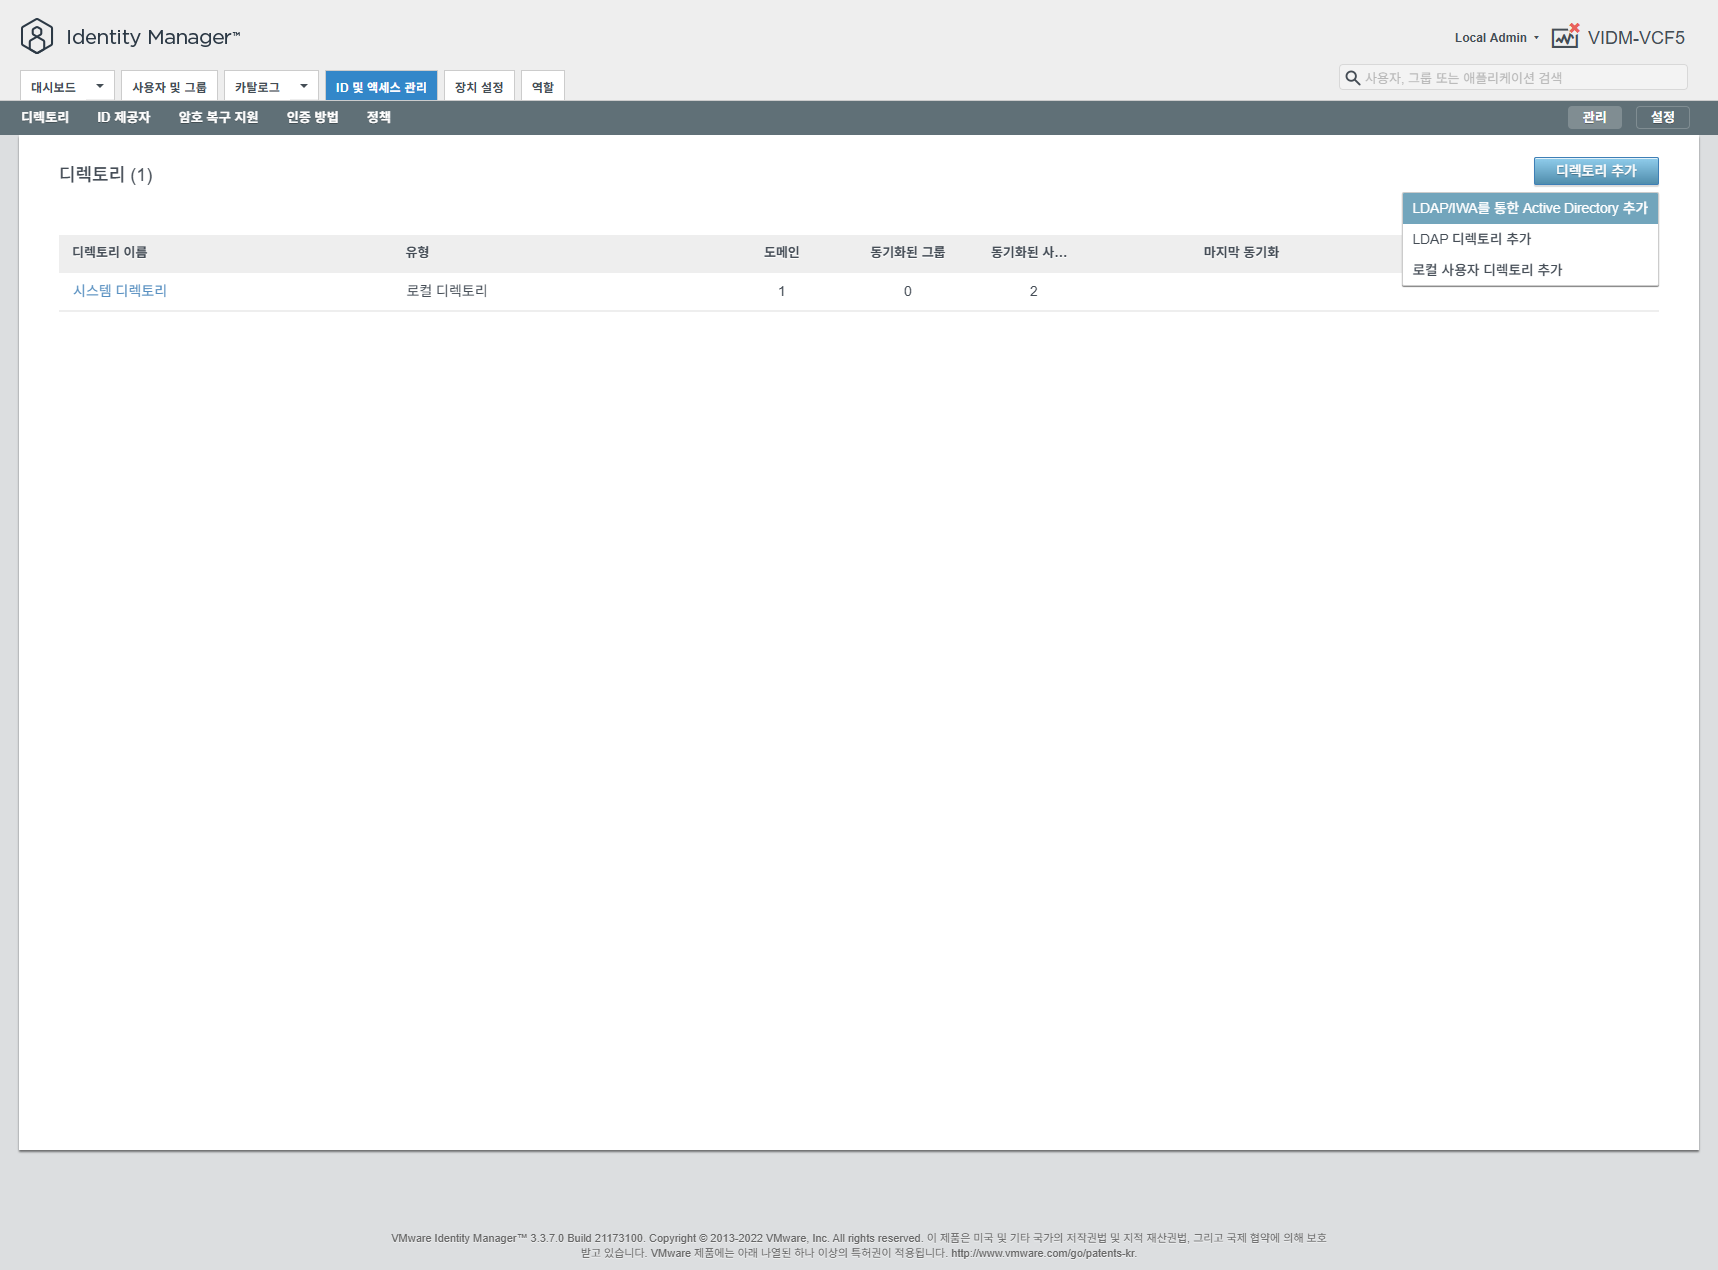 Identity Manager™
Local Admin
VIDM-VCF5
대시보드
사용자 및 그룹
카탈로그
ID 및 액세스 관리
장치 설정
역할
사용자, 그룹 또는 애플리케이션 검색
디렉토리
ID 제공자
암호 복구 지원
인증 방법
정책
관리
설정
디렉토리 (1)
디렉토리 추가
LDAP/IWA를 통한 Active Directory 추가
LDAP 디렉토리 추가
로컬 사용자 디렉토리 추가
디렉토리 이름
유형
도메인
동기화된 그룹
동기화된 사...
마지막 동기화
시스템 디렉토리
로컬 디렉토리
1
0
2
VMware Identity Manager™ 3.3.7.0 Build 21173100. Copyright © 2013-2022 VMware, Inc. All rights reserved. 이 제품은 미국 및 기타 국가의 저작권법 및 지적 재산권법, 그리고 국제 협약에 의해 보호
받고 있습니다. VMware 제품에는 아래 나열된 하나 이상의 특허권이 적용됩니다. http://www.vmware.com/go/patents-kr.